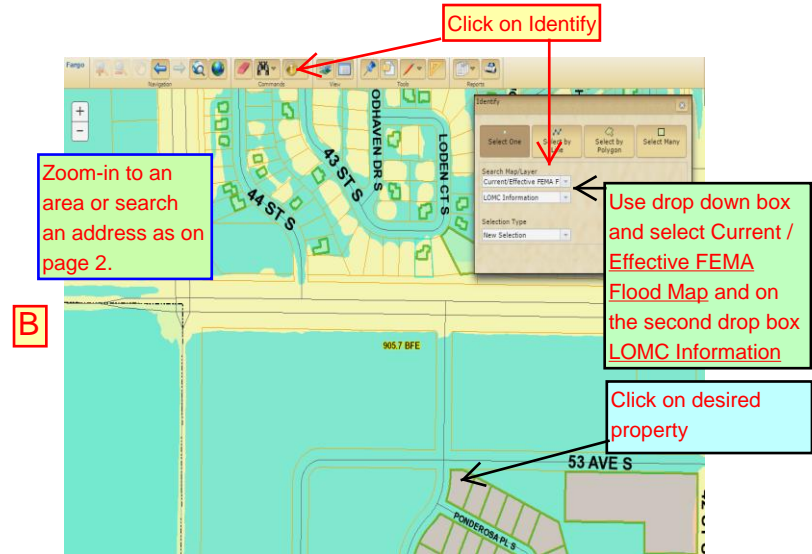 Click on Identify
Fargo
Navigation
Commands
View
Tools
Reports
+
−
Identify
Select One
Select by
Line
Select by
Polygon
Select Many
Search Map/Layer
Current/Effective FEMA F
LOMC Information
Selection Type
New Selection
Zoom-in to an
area or search
an address as on
page 2.
ODHAVEN DR S
LODEN CT S
43 ST S
44 ST S
Use drop down box
and select Current /
Effective FEMA
Flood Map and on
the second drop box
LOMC Information
B
905.7 BFE
Click on desired
property
53 AVE S
PONDEROSA PL S